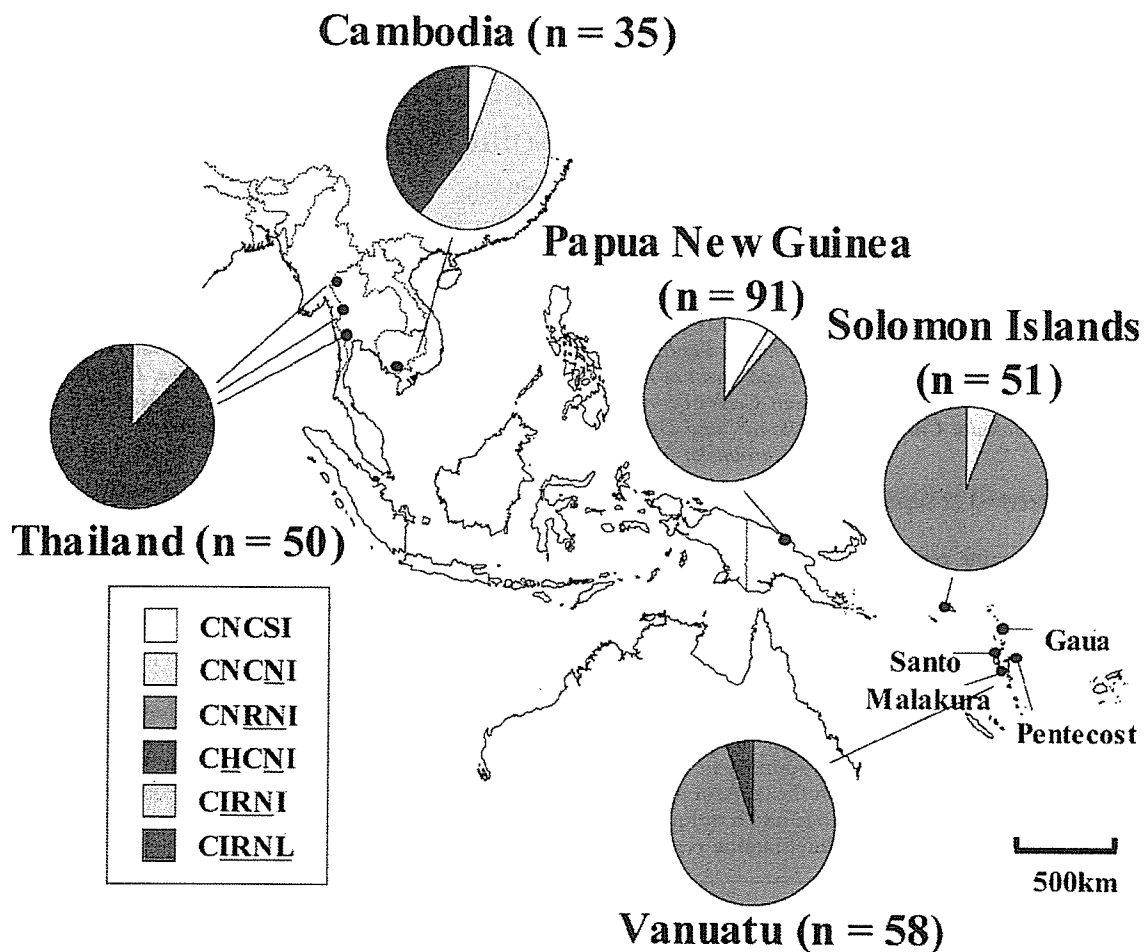 Cambodia (n = 35)
Papua New Guinea
(n = 91)
Solomon Islands
(n = 51)
Thailand (n = 50)
CNCSI
CNCNI
CNRNI
CHCNI
CIRNI
CIRNL
Gaua
Santo
Malakura
Pentecost
500km
Vanuatu (n = 58)